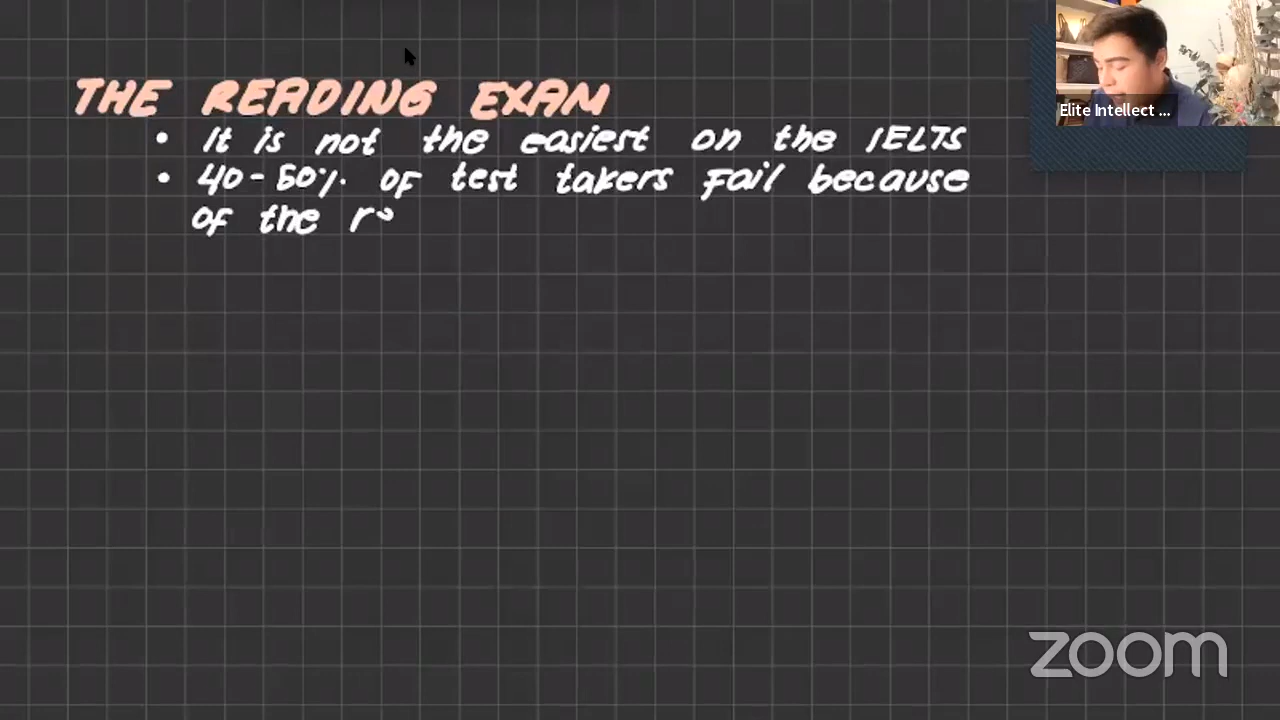 THE READING EXAM
• It is not the easiest on the IELTS
• 40-50% of test takers fail because
of the
Elite Intellect ...
zoom